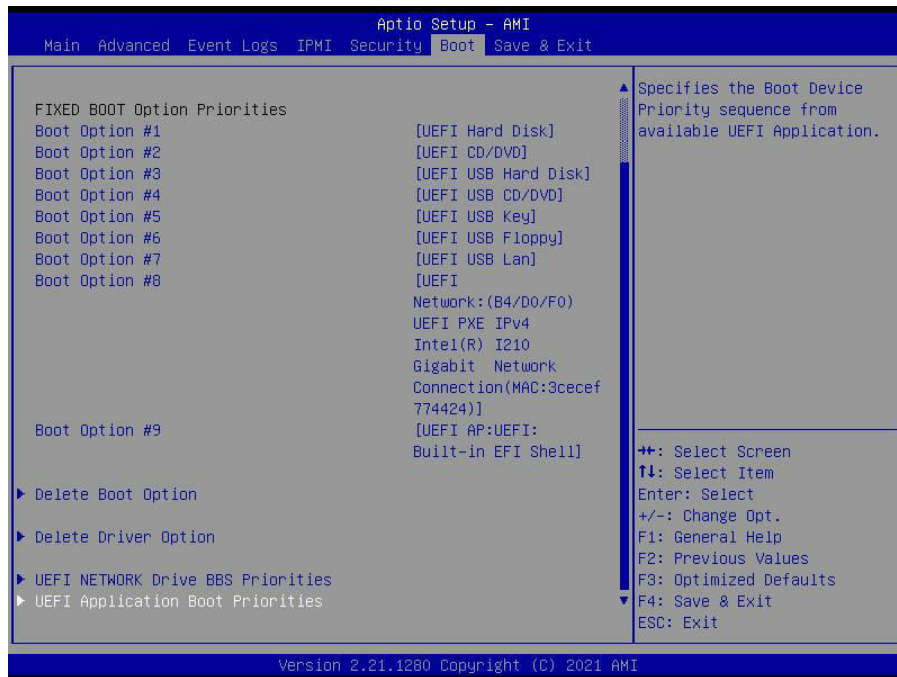 Aptio Setup - AMI
Main Advanced Event Logs IPMI Security Boot Save & Exit
FIXED BOOT Option Priorities
Boot Option #1 [UEFI Hard Disk]
Boot Option #2 [UEFI CD/DVD]
Boot Option #3 [UEFI USB Hard Disk]
Boot Option #4 [UEFI USB CD/DVD]
Boot Option #5 [UEFI USB Key]
Boot Option #6 [UEFI USB Floppy]
Boot Option #7 [UEFI USB Lan]
Boot Option #8 [UEFI
Network:(B4/D0/F0)
UEFI PXE IPv4
Intel(R) I210
Gigabit Network
Connection(MAC:3cecef
774424)]
Boot Option #9 [UEFI AP:UEFI:
Built-in EFI Shell]
Delete Boot Option
Delete Driver Option
UEFI NETWORK Drive BBS Priorities
UEFI Application Boot Priorities
Specifies the Boot Device
Priority sequence from
available UEFI Application.
→←: Select Screen
↑↓: Select Item
Enter: Select
+/-: Change Opt.
F1: General Help
F2: Previous Values
F3: Optimized Defaults
F4: Save & Exit
ESC: Exit
Version 2.21.1280 Copyright (C) 2021 AMI